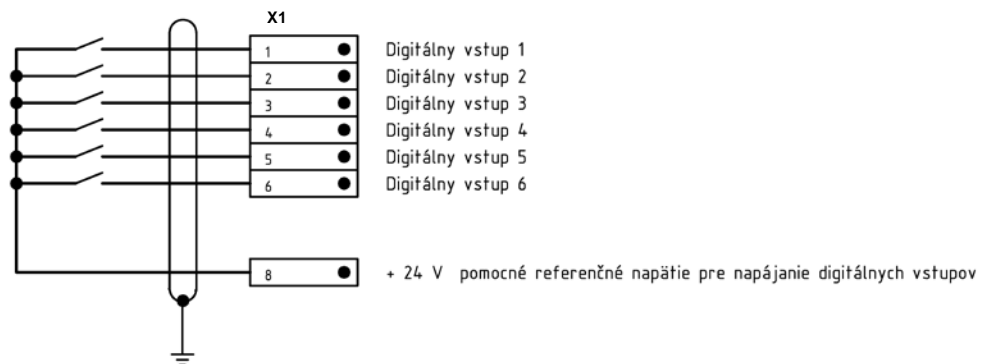 X1
1 Digitálny vstup 1
2 Digitálny vstup 2
3 Digitálny vstup 3
4 Digitálny vstup 4
5 Digitálny vstup 5
6 Digitálny vstup 6
8 + 24 V pomocné referenčné napätie pre napájanie digitálnych vstupov